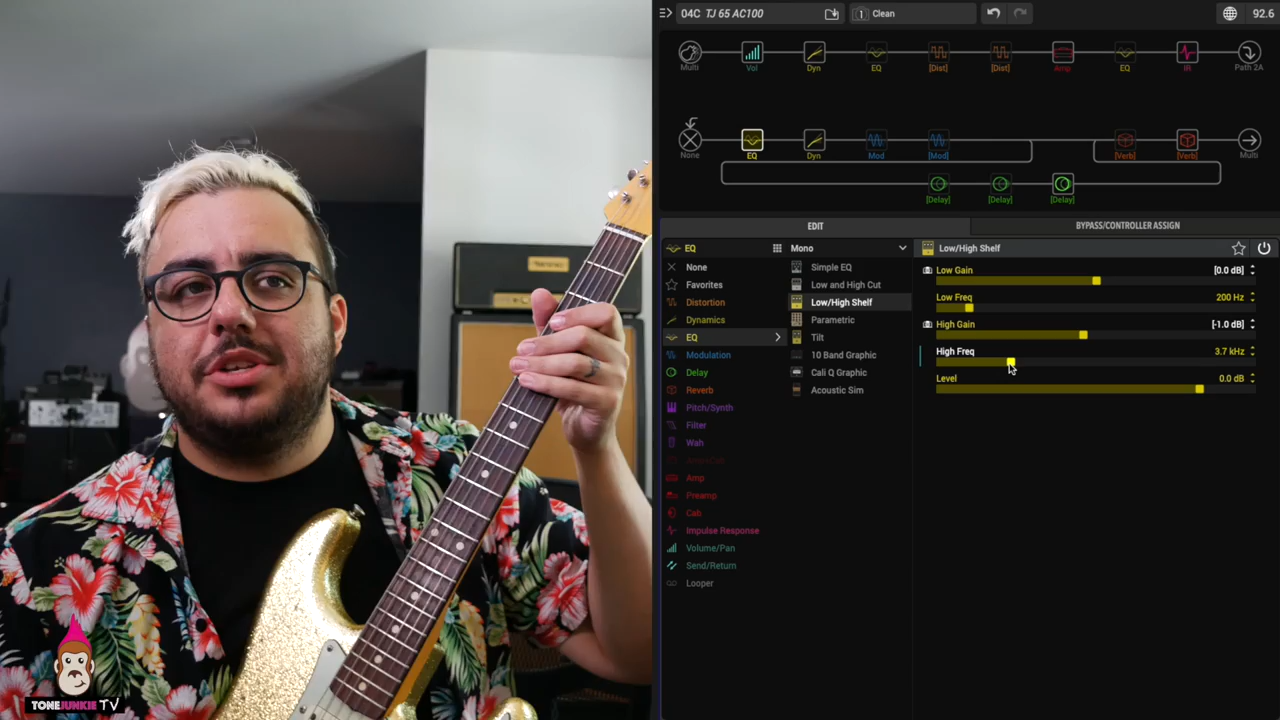 04C TJ 65 AC100
1 Clean
92.6
Multi Vol Dyn EQ [Dist] [Dist] Amp EQ IR Path 2A
None EQ Dyn Mod [Mod] [Verb] [Verb] Multi
[Delay] [Delay] [Delay]
EDIT BYPASS/CONTROLLER ASSIGN
EQ Mono Low/High Shelf
None Simple EQ Low Gain [0.0 dB]
Favorites Low and High Cut
Distortion Low/High Shelf Low Freq 200 Hz
Dynamics Parametric High Gain [-1.0 dB]
EQ Tilt
Modulation 10 Band Graphic High Freq 3.7 kHz
Delay Cali Q Graphic Level 0.0 dB
Reverb Acoustic Sim
Pitch/Synth
Filter
Wah
Amp+Cab
Amp
Preamp
Cab
Impulse Response
Volume/Pan
Send/Return
Looper
TONEJUNKIE TV